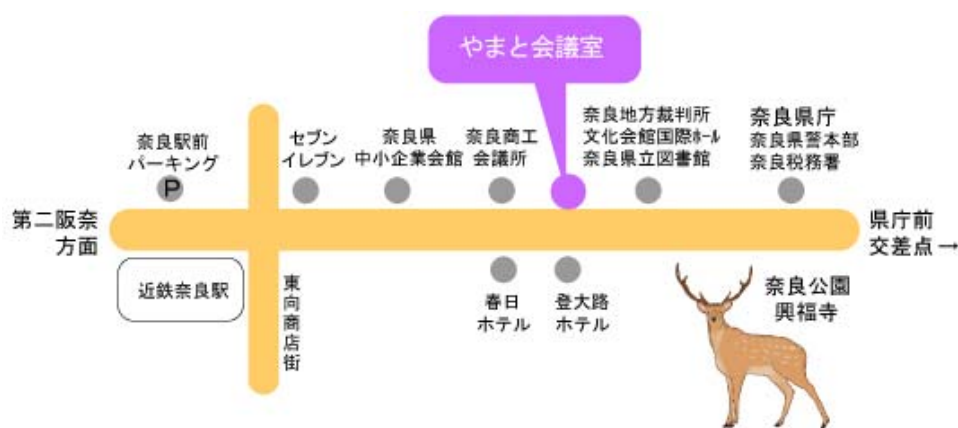 やまと会議室
奈良駅前
パーキング
P
セブン
イレブン
奈良県
中小企業会館
奈良商工
会議所
奈良地方裁判所
文化会館国際ﾎｰﾙ
奈良県立図書館
奈良県庁
奈良県警本部
奈良税務署
第二阪奈
方面
県庁前
交差点→
近鉄奈良駅
東向商店街
春日
ホテル
登大路
ホテル
奈良公園
興福寺